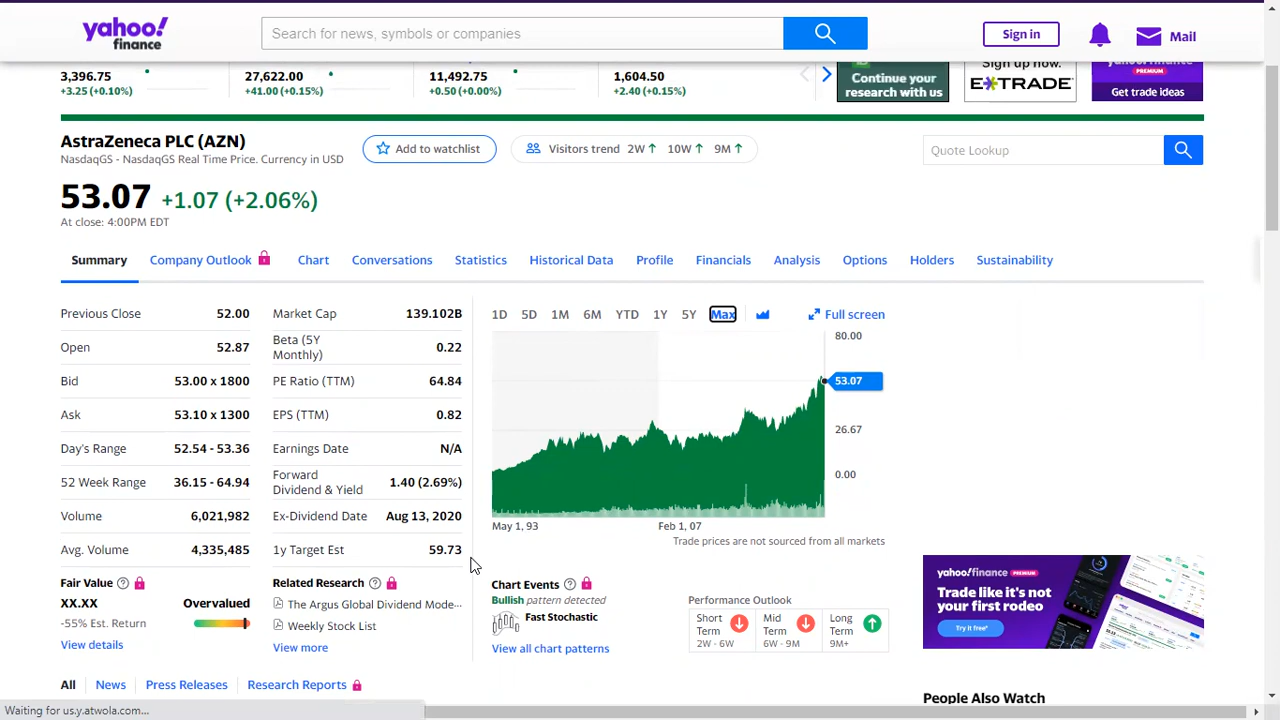 yahoo!
finance
Search for news, symbols or companies
Sign in
Mail
3,396.75
+3.25 (+0.10%)
27,622.00
+41.00 (+0.15%)
11,492.75
+0.50 (+0.00%)
1,604.50
+2.40 (+0.15%)
Continue your
research with us
Sign up now.
E*TRADE
PREMIUM
Get trade ideas
AstraZeneca PLC (AZN)
NasdaqGS - NasdaqGS Real Time Price. Currency in USD
Add to watchlist
Visitors trend 2W 10W 9M
Quote Lookup
53.07 +1.07 (+2.06%)
At close: 4:00PM EDT
Summary Company Outlook Chart Conversations Statistics Historical Data Profile Financials Analysis Options Holders Sustainability
Previous Close 52.00
Open 52.87
Bid 53.00 x 1800
Ask 53.10 x 1300
Day's Range 52.54 - 53.36
52 Week Range 36.15 - 64.94
Volume 6,021,982
Avg. Volume 4,335,485
Market Cap 139.102B
Beta (5Y
Monthly) 0.22
PE Ratio (TTM) 64.84
EPS (TTM) 0.82
Earnings Date N/A
Forward
Dividend & Yield 1.40 (2.69%)
Ex-Dividend Date Aug 13, 2020
1y Target Est 59.73
1D 5D 1M 6M YTD 1Y 5Y Max Full screen
80.00
53.07
26.67
0.00
May 1, 93 Feb 1, 07
Trade prices are not sourced from all markets
Fair Value
XX.XX Overvalued
-55% Est. Return
View details
Related Research
The Argus Global Dividend Mode...
Weekly Stock List
View more
Chart Events
Bullish pattern detected
Fast Stochastic
View all chart patterns
Performance Outlook
Short
Term
2W - 6W
Mid
Term
6W - 9M
Long
Term
9M+
yahoo!finance PREMIUM
Trade like it's not
your first rodeo
Try it free*
All News Press Releases Research Reports
People Also Watch
Waiting for us.y.atwola.com...